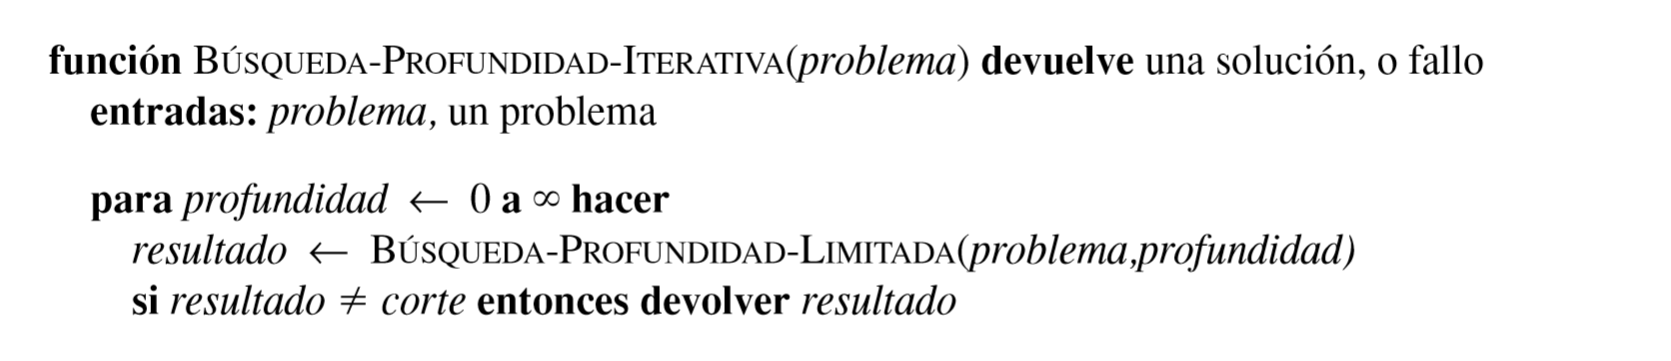 función BÚSQUEDA-PROFUNDIDAD-ITERATIVA(problema) devuelve una solución, o fallo
entradas: problema, un problema
para profundidad ← 0 a ∞ hacer
resultado ← BÚSQUEDA-PROFUNDIDAD-LIMITADA(problema,profundidad)
si resultado ≠ corte entonces devolver resultado